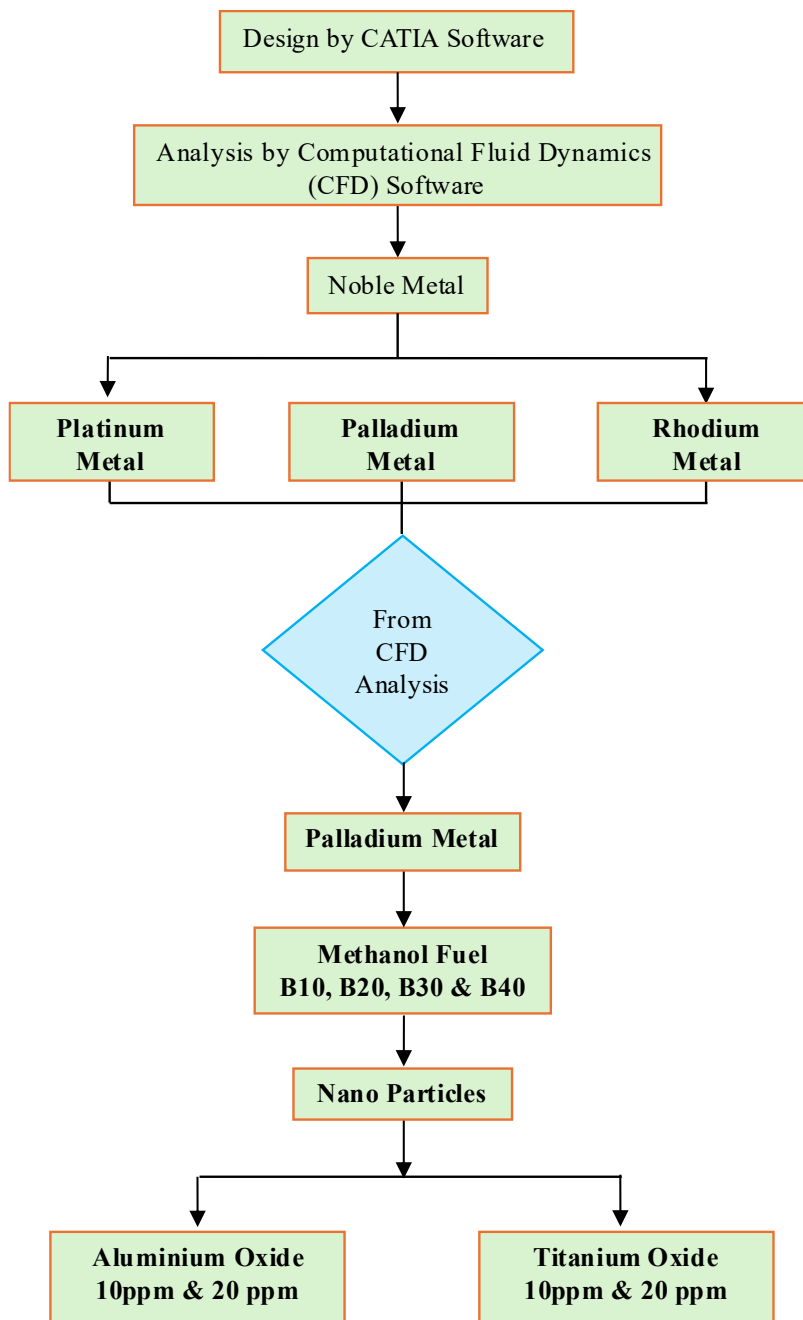 Design by CATIA Software
Analysis by Computational Fluid Dynamics
(CFD) Software
Noble Metal
Platinum
Metal
Palladium
Metal
Rhodium
Metal
From
CFD
Analysis
Palladium Metal
Methanol Fuel
B10, B20, B30 & B40
Nano Particles
Aluminium Oxide
10ppm & 20 ppm
Titanium Oxide
10ppm & 20 ppm